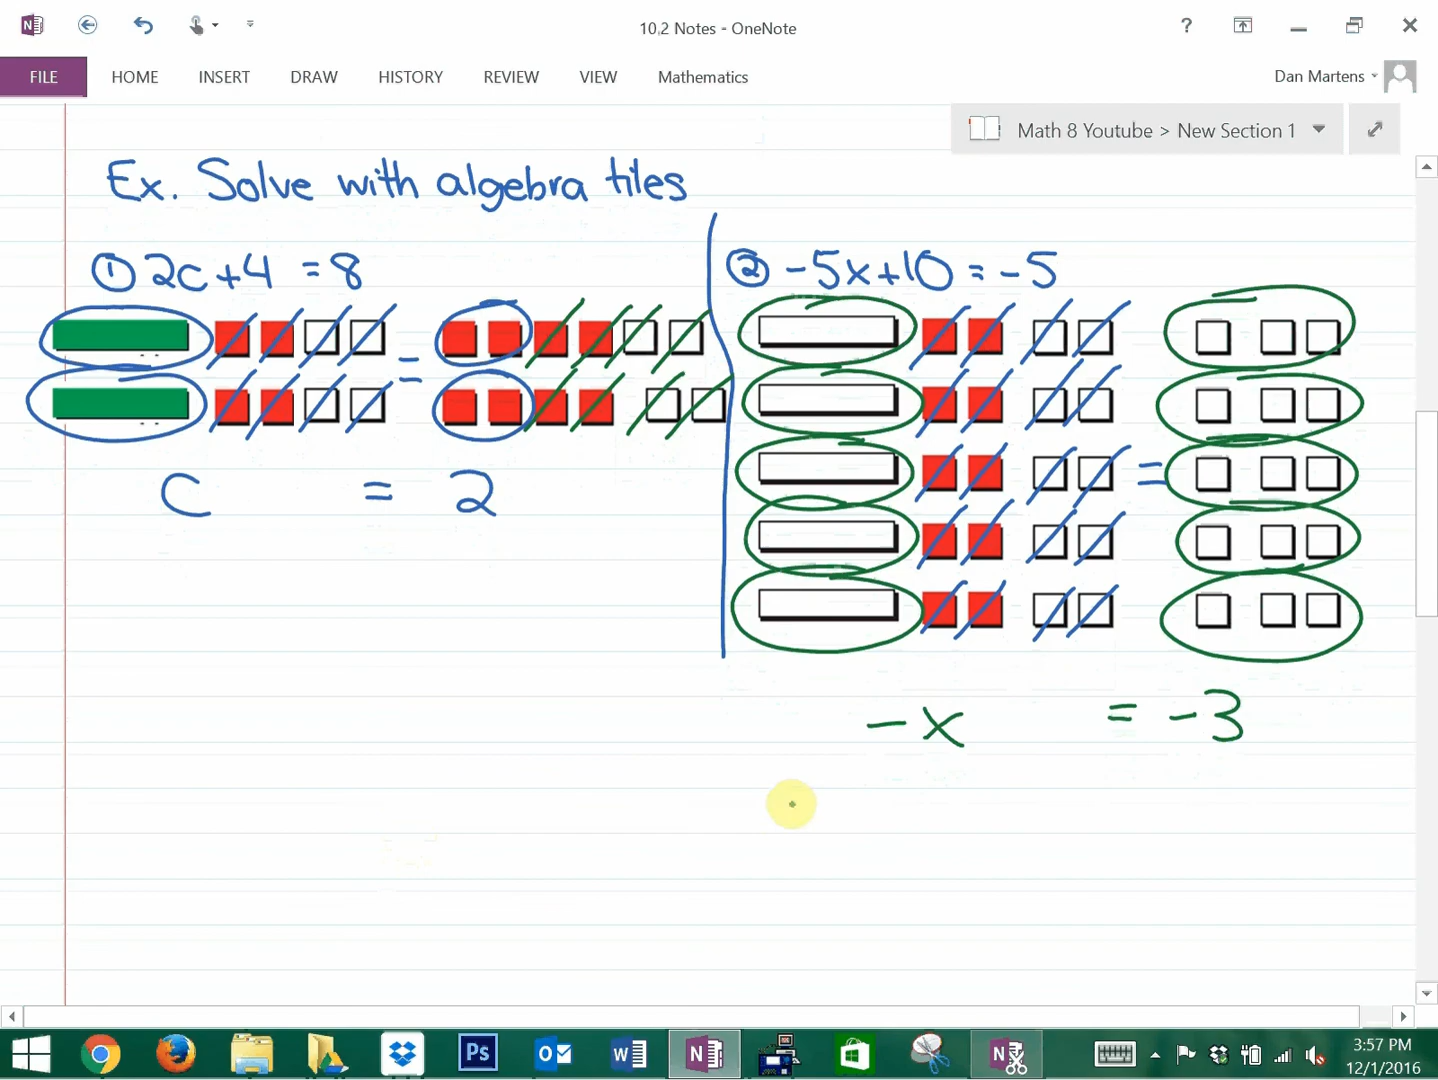 10.2 Notes - OneNote
?
FILE HOME INSERT DRAW HISTORY REVIEW VIEW Mathematics
Dan Martens
Math 8 Youtube > New Section 1
Ex. Solve with algebra tiles
① 2c+4 = 8
② -5x+10 = -5
=
=
c = 2
-x = -3
Ps
3:57 PM
12/1/2016